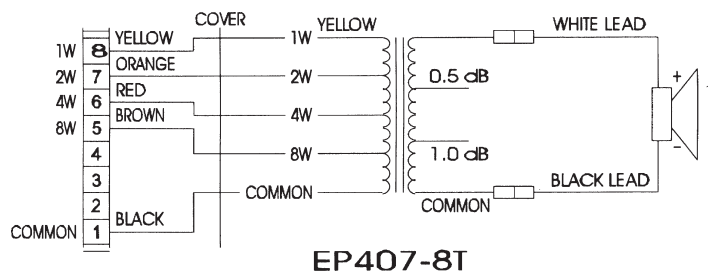 COVER
YELLOW
YELLOW
1W
WHITE LEAD
1W 8
ORANGE
2W 7
2W
0.5 dB
+
RED
4W 6
BROWN
4W
8W 5
8W
1.0 dB
-
4
3
COMMON
BLACK LEAD
2
BLACK
COMMON
COMMON 1
EP407-8T